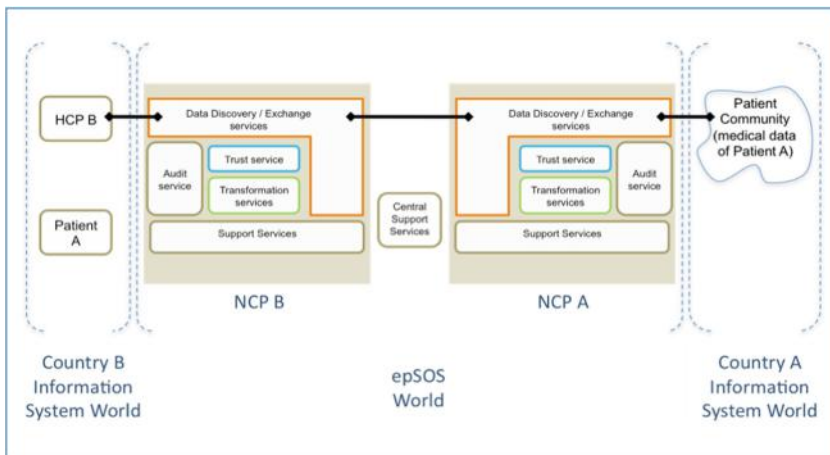 HCP B
Patient
A
Data Discovery / Exchange
services
Audit
service
Trust service
Transformation
services
Support Services
NCP B
Central
Support
Services
Data Discovery / Exchange
services
Trust service
Transformation
services
Audit
service
Support Services
NCP A
Patient
Community
(medical data
of Patient A)
Country B
Information
System World
epSOS
World
Country A
Information
System World